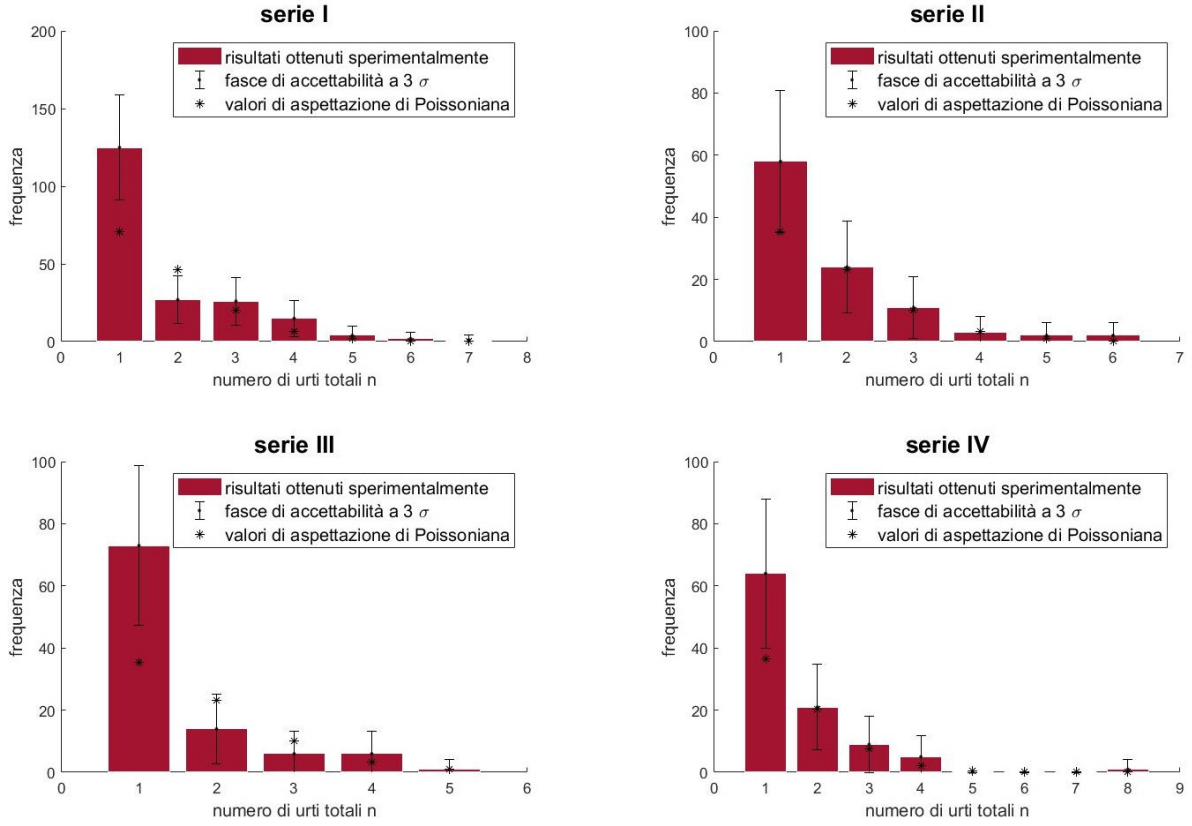 serie I
200
150
100
50
0
frequenza
risultati ottenuti sperimentalmente
fasce di accettabilità a 3 σ
valori di aspettazione di Poissoniana
0 1 2 3 4 5 6 7 8
numero di urti totali n
serie II
100
80
60
40
20
0
frequenza
risultati ottenuti sperimentalmente
fasce di accettabilità a 3 σ
valori di aspettazione di Poissoniana
0 1 2 3 4 5 6 7
numero di urti totali n
serie III
100
80
60
40
20
0
frequenza
risultati ottenuti sperimentalmente
fasce di accettabilità a 3 σ
valori di aspettazione di Poissoniana
0 1 2 3 4 5 6
numero di urti totali n
serie IV
100
80
60
40
20
0
frequenza
risultati ottenuti sperimentalmente
fasce di accettabilità a 3 σ
valori di aspettazione di Poissoniana
0 1 2 3 4 5 6 7 8 9
numero di urti totali n